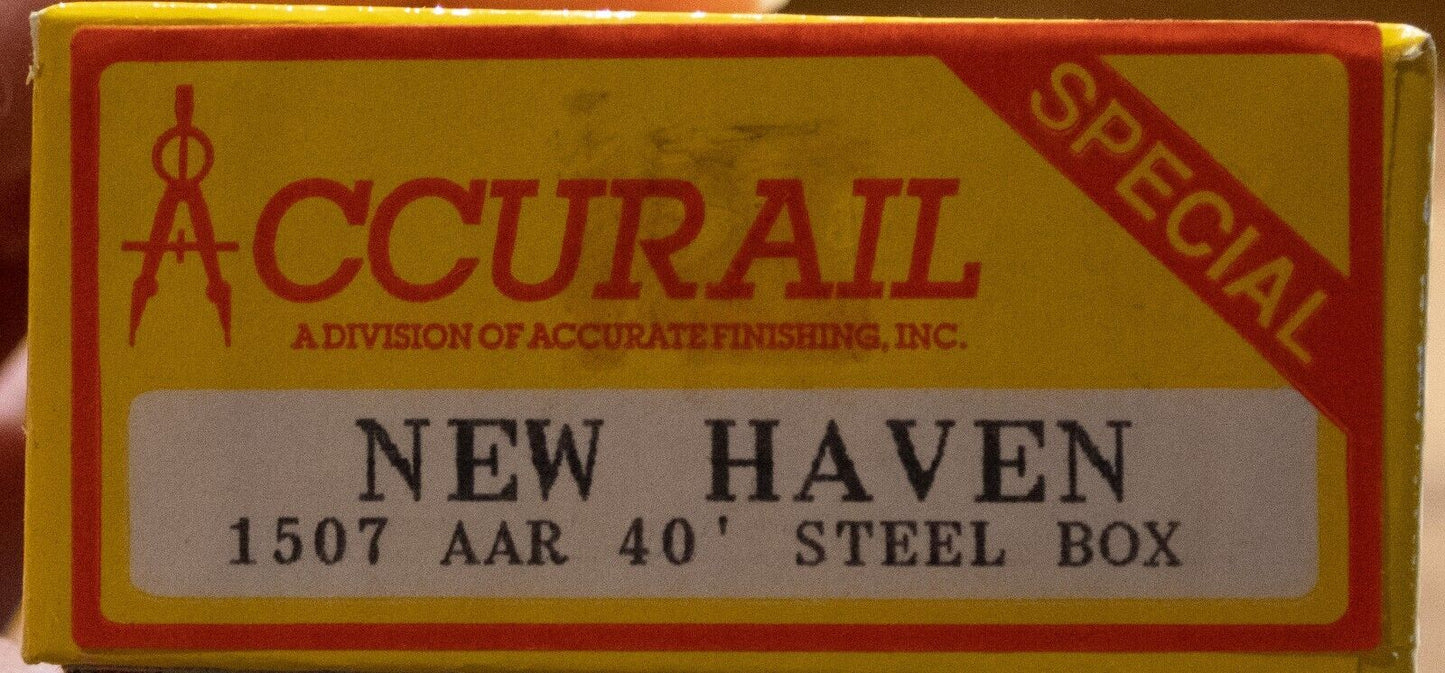 ACCURAIL
A DIVISION OF ACCURATE FINISHING, INC.
SPECIAL
NEW HAVEN
1507 AAR 40' STEEL BOX